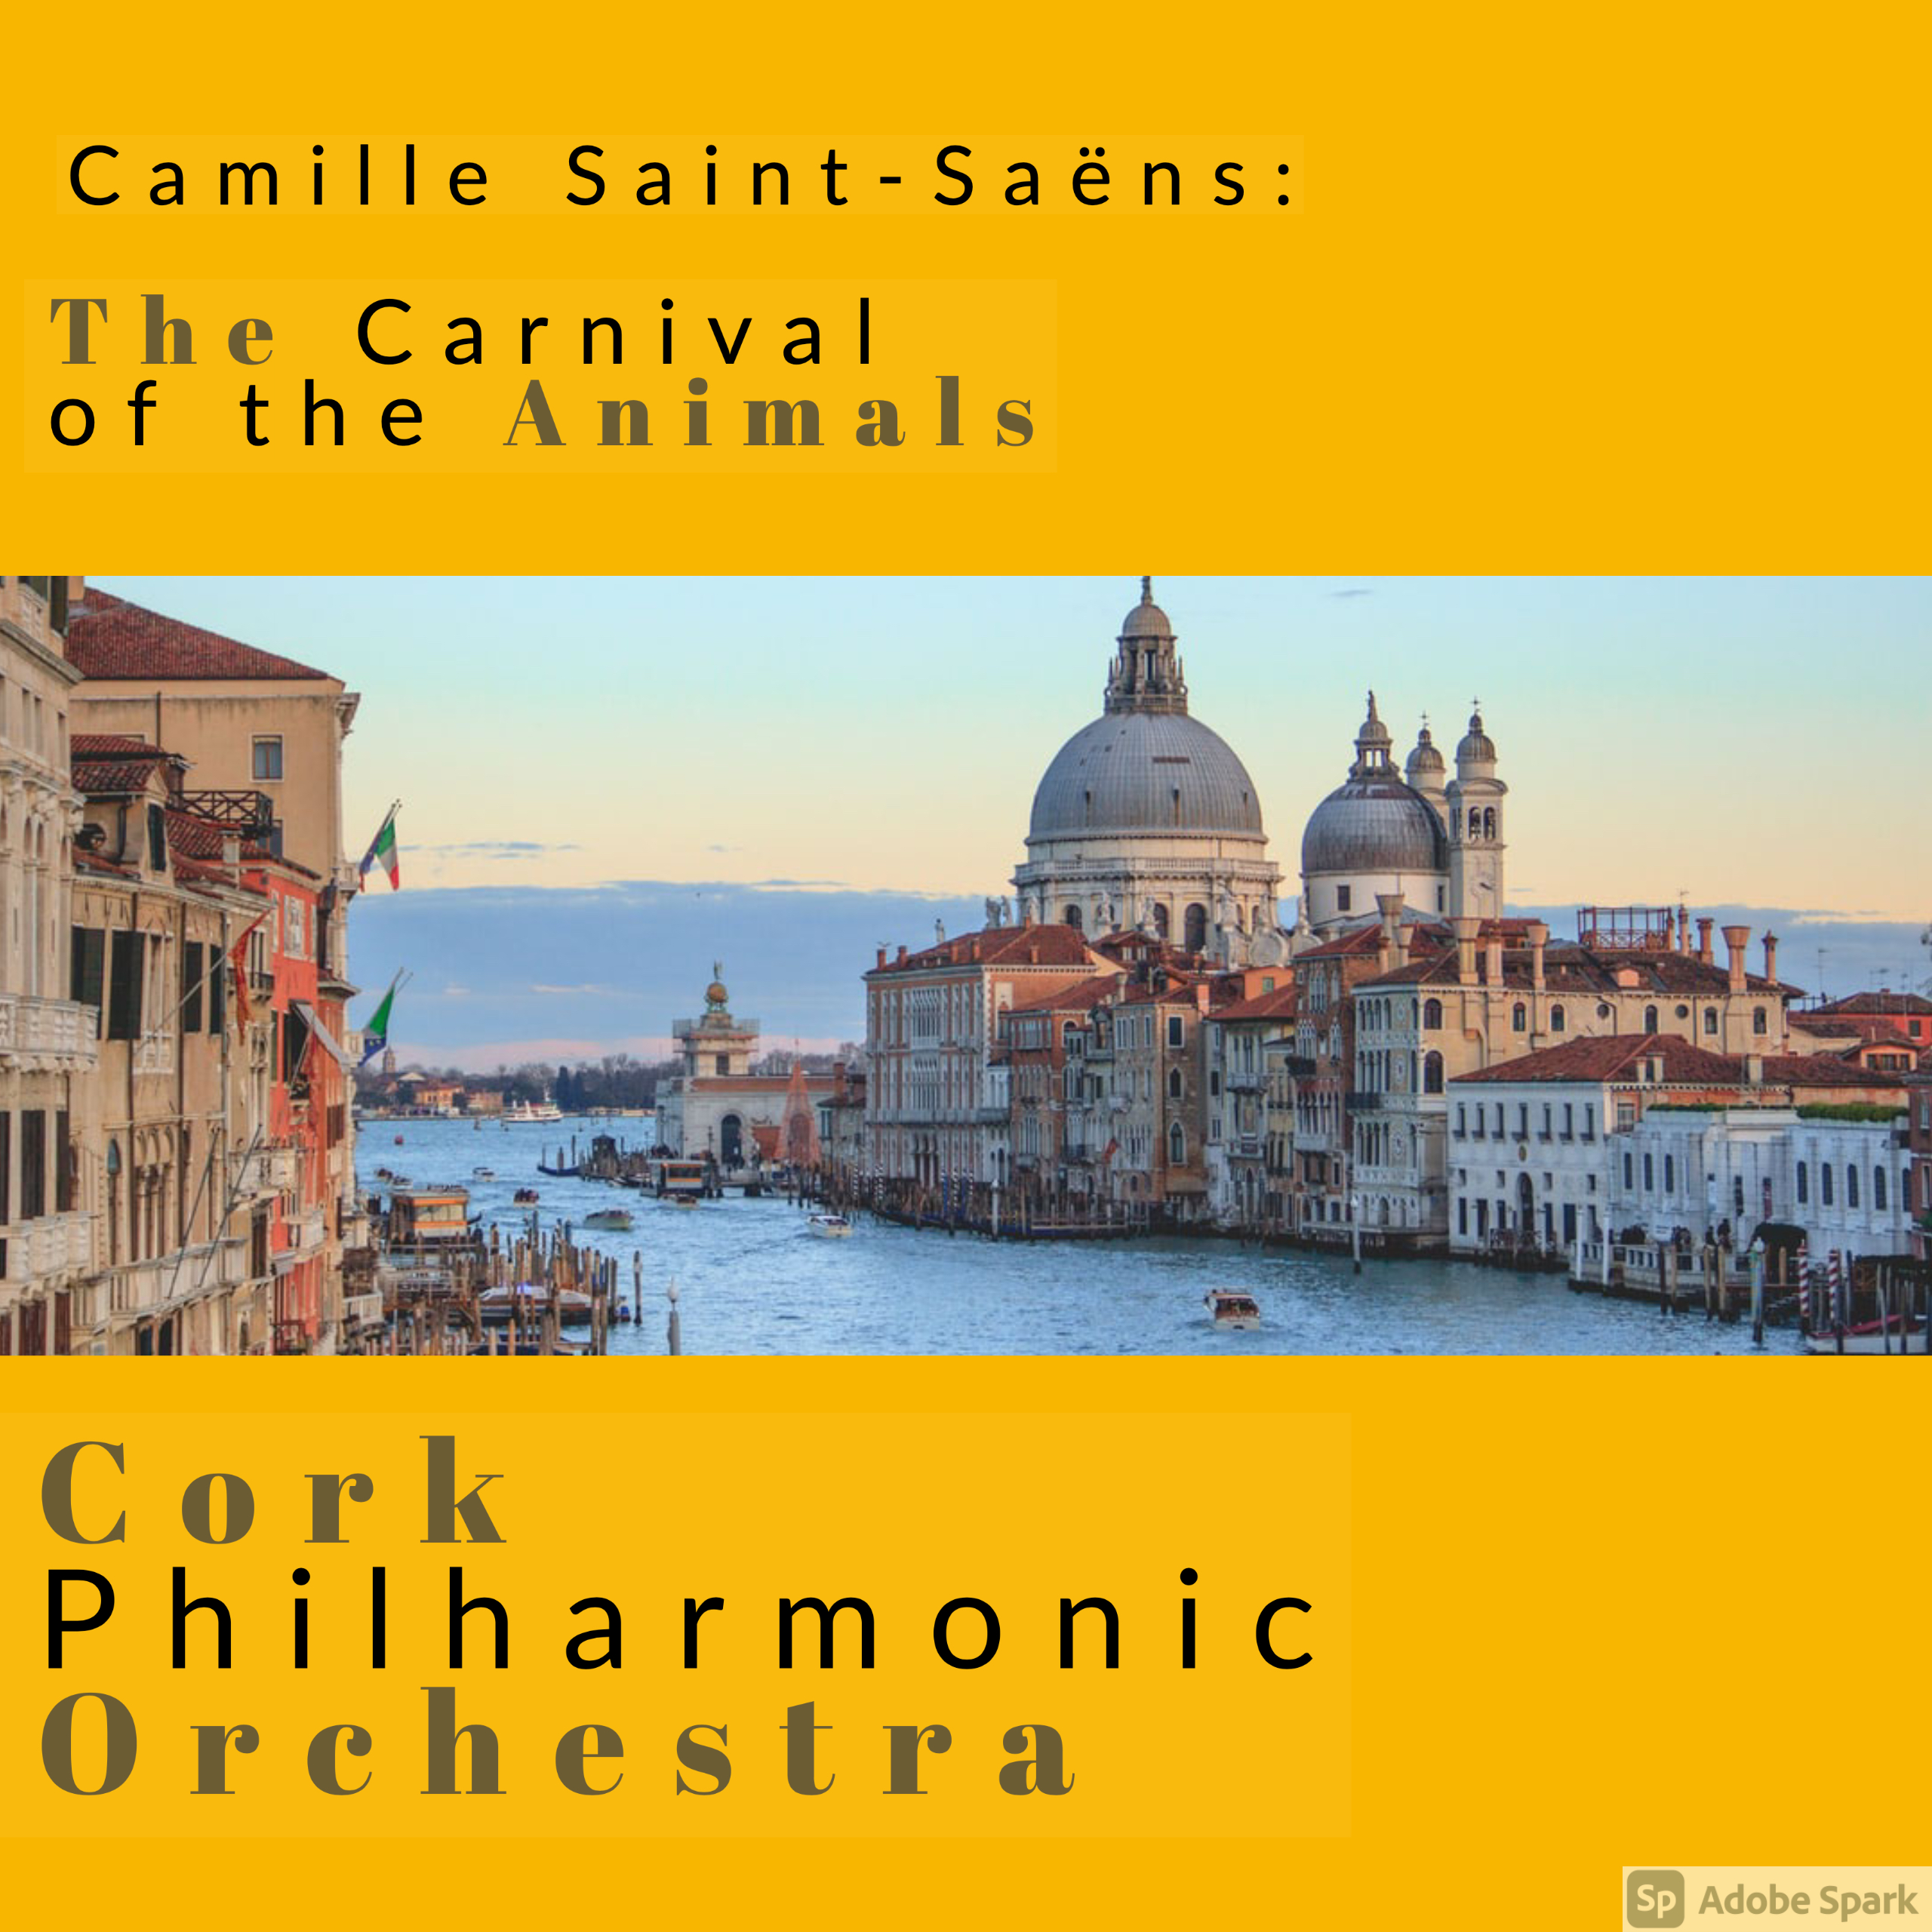 Camille Saint-Saëns:
The Carnival
of the Animals
Cork
Philharmonic
Orchestra
Sp Adobe Spark